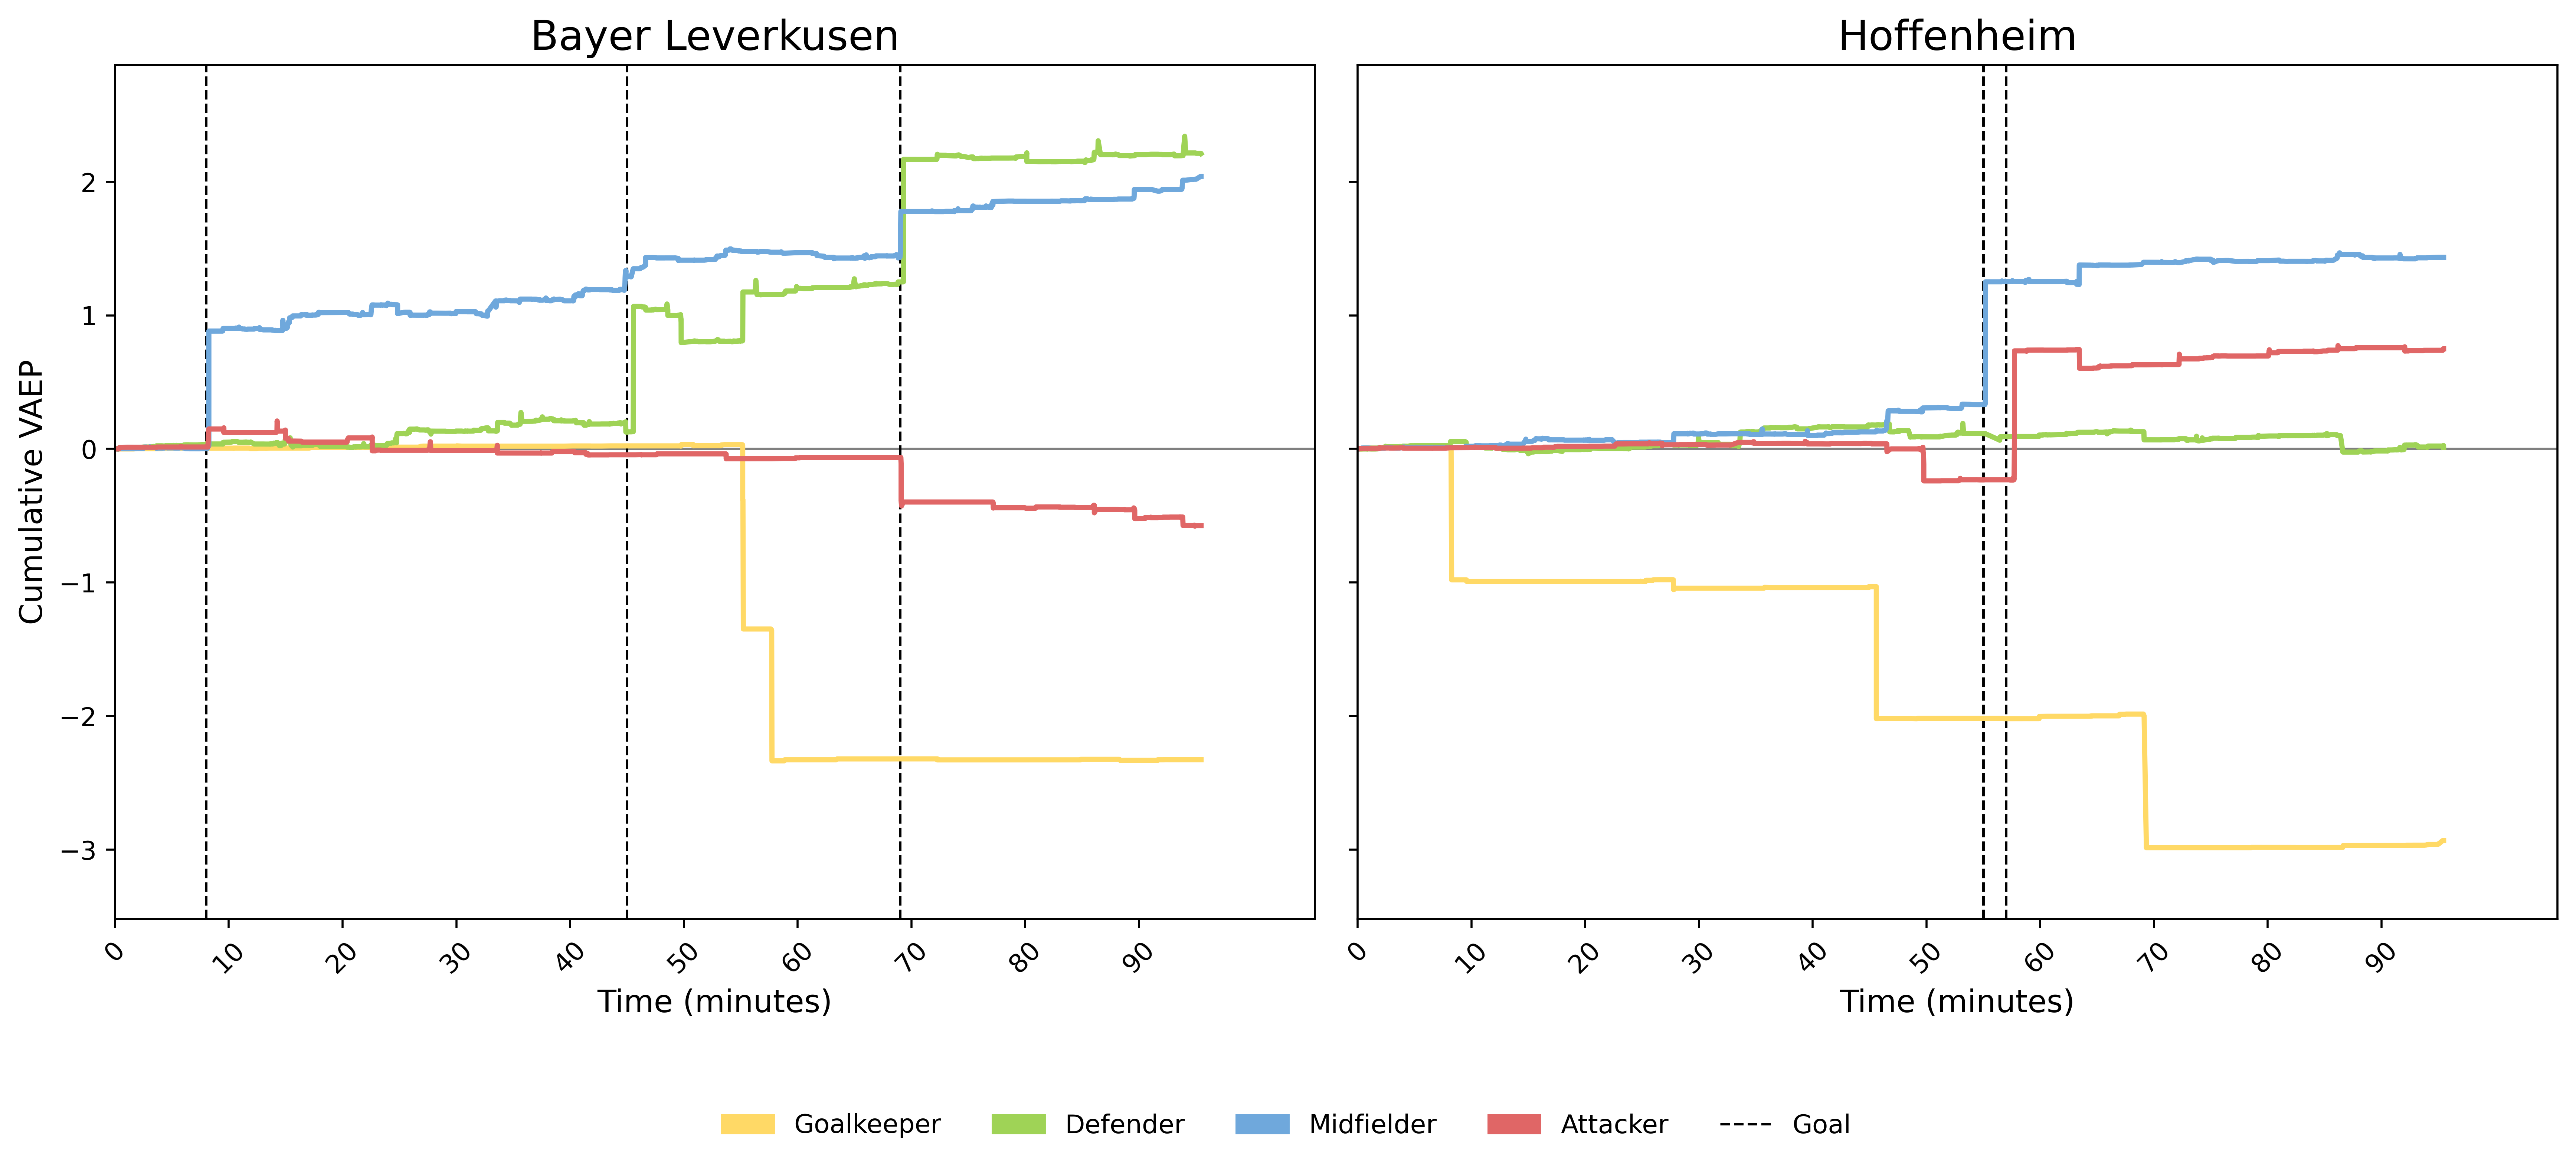 Bayer Leverkusen
Hoffenheim
Cumulative VAEP
2
1
0
−1
−2
−3
0 10 20 30 40 50 60 70 80 90
0 10 20 30 40 50 60 70 80 90
Time (minutes)
Time (minutes)
Goalkeeper Defender Midfielder Attacker Goal